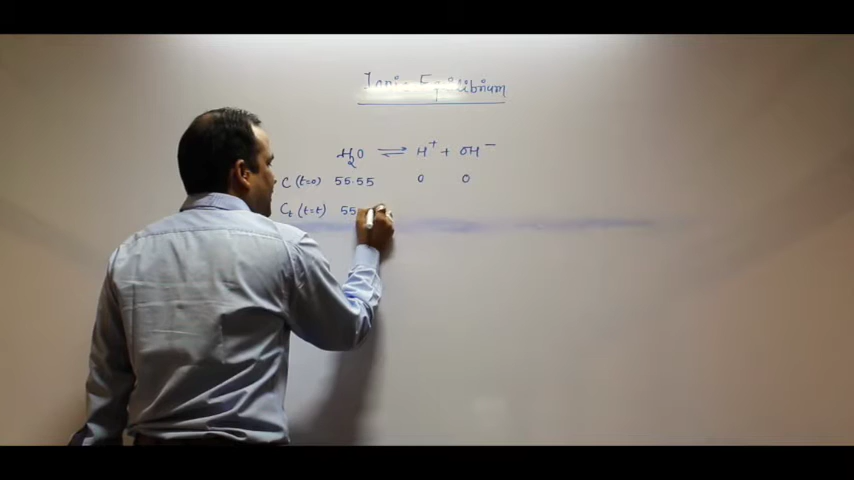 Ionic Equilibrium
H₂O ⇌ H⁺ + OH⁻
C (t=0) 55.55 0 0
Cₜ (t=t) 55